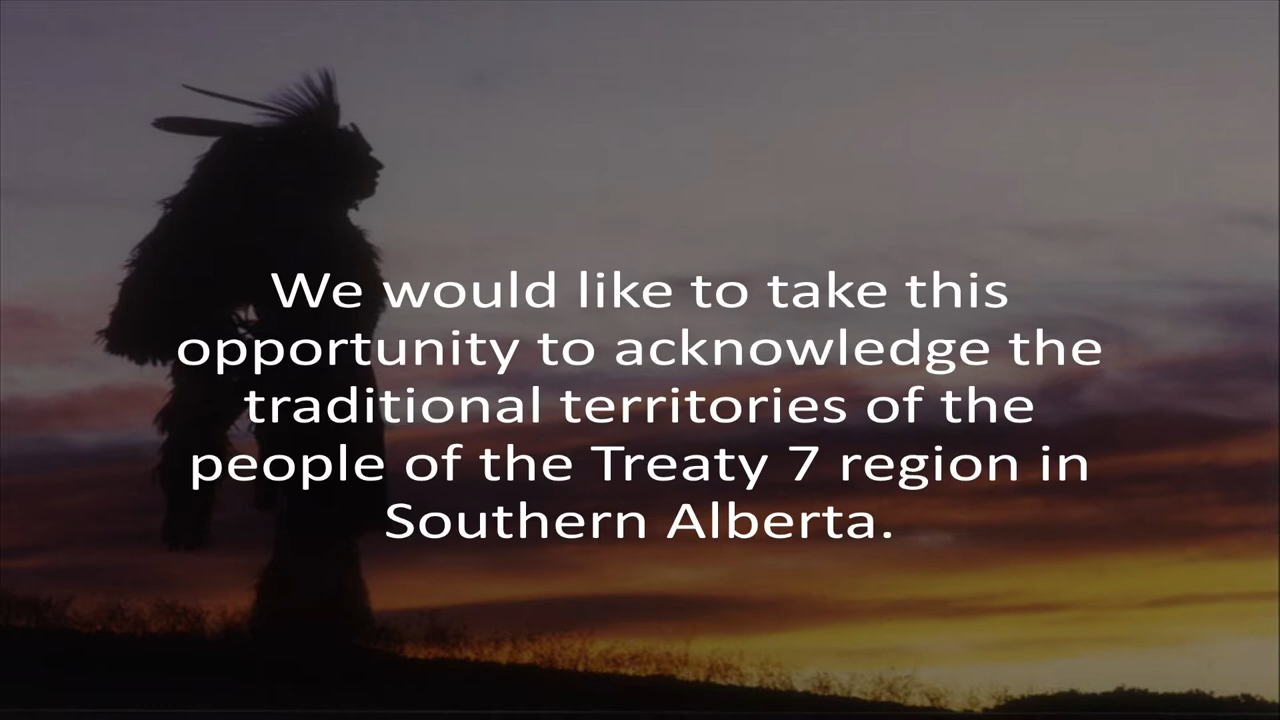 We would like to take this
opportunity to acknowledge the
traditional territories of the
people of the Treaty 7 region in
Southern Alberta.